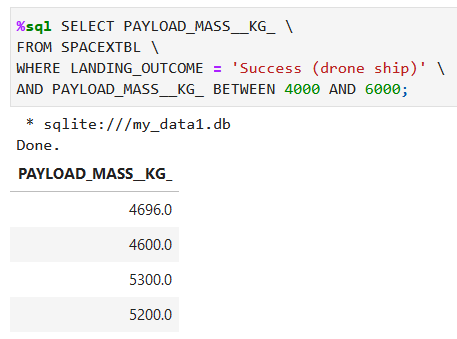 %sql SELECT PAYLOAD_MASS__KG_ \
FROM SPACEXTBL \
WHERE LANDING_OUTCOME = 'Success (drone ship)' \
AND PAYLOAD_MASS__KG_ BETWEEN 4000 AND 6000;
* sqlite:///my_data1.db
Done.
PAYLOAD_MASS__KG_
4696.0
4600.0
5300.0
5200.0